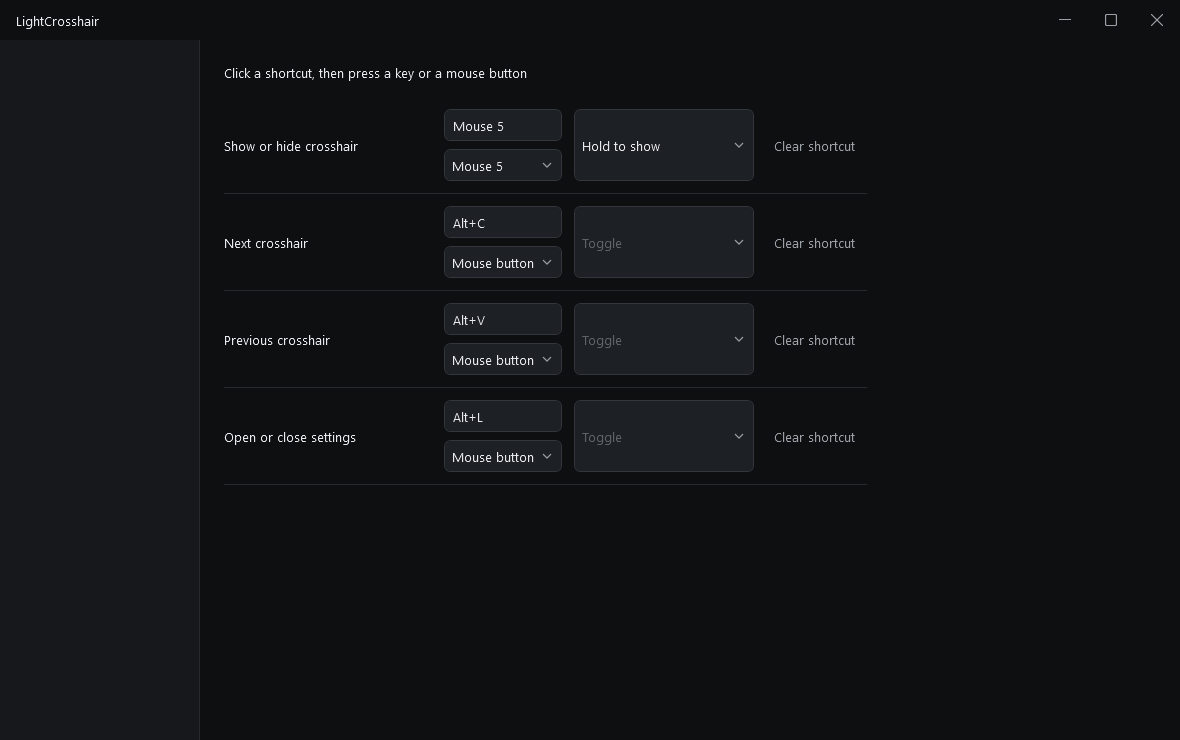 LightCrosshair
Click a shortcut, then press a key or a mouse button
Show or hide crosshair
Mouse 5
Mouse 5
Hold to show
Clear shortcut
Next crosshair
Alt+C
Mouse button
Toggle
Clear shortcut
Previous crosshair
Alt+V
Mouse button
Toggle
Clear shortcut
Open or close settings
Alt+L
Mouse button
Toggle
Clear shortcut